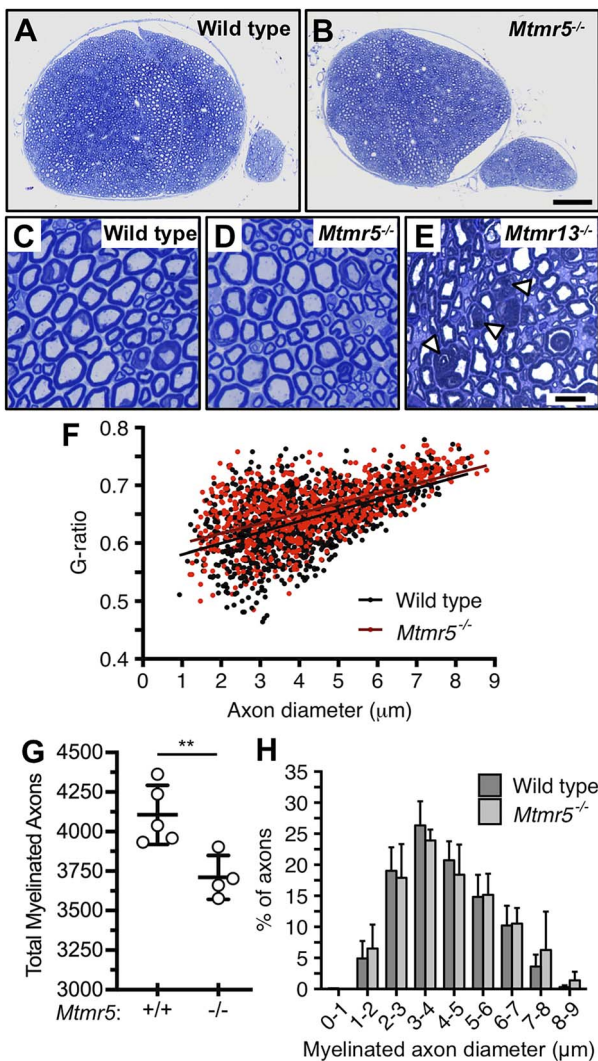 A Wild type
B Mtmr5-/-
C Wild type
D Mtmr5-/-
E Mtmr13-/-
F
0.8
0.7
0.6
0.5
0.4
G-ratio
Wild type
Mtmr5-/-
0 1 2 3 4 5 6 7 8 9
Axon diameter (μm)
G
**
4500
4250
4000
3750
3500
3250
3000
Total Myelinated Axons
Mtmr5: +/+ -/-
H
Wild type
Mtmr5-/-
35
30
25
20
15
10
5
0
% of axons
0-1 1-2 2-3 3-4 4-5 5-6 6-7 7-8 8-9
Myelinated axon diameter (μm)